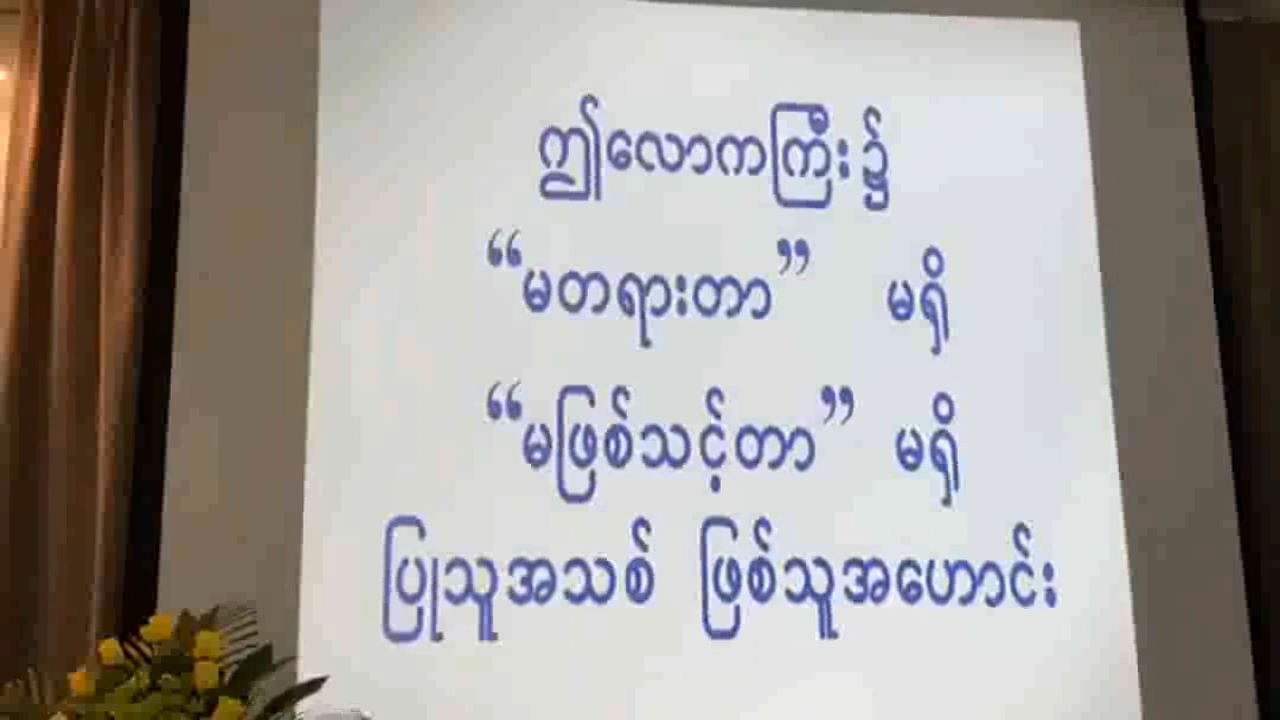 ဤလောကကြီး၌
“မတရားတာ” မရှိ
“မဖြစ်သင့်တာ” မရှိ
ပြုသူအသစ် ဖြစ်သူအဟောင်း